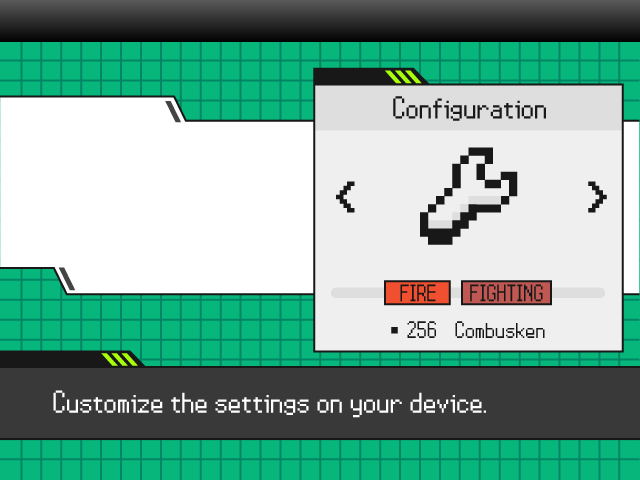 Configuration
FIRE FIGHTING
▪ 256 Combusken
Customize the settings on your device.